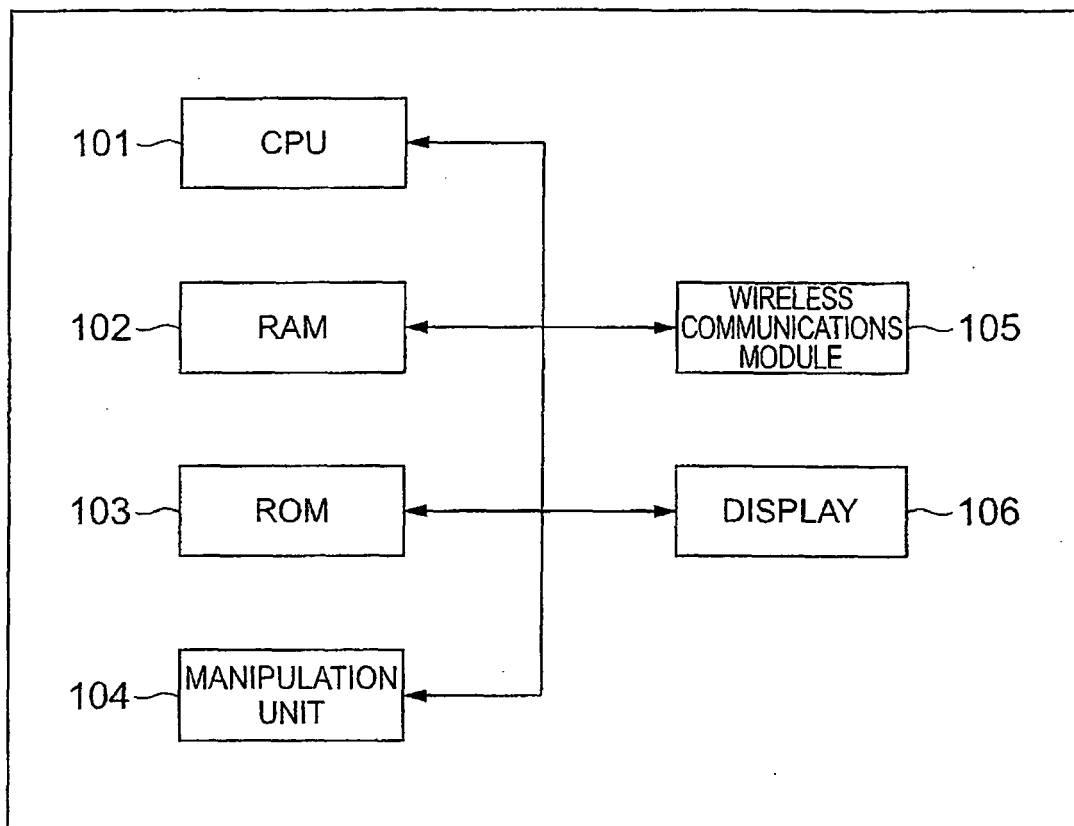 101
CPU
102
RAM
WIRELESS
COMMUNICATIONS
MODULE
105
103
ROM
DISPLAY
106
104
MANIPULATION
UNIT